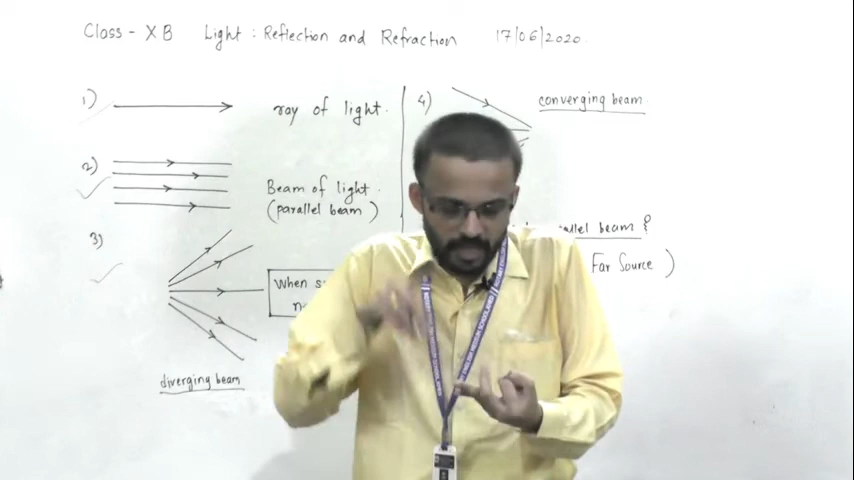 Class - X B Light : Reflection and Refraction 17/06/2020.
1)
ray of light.
2)
Beam of light.
(parallel beam)
3)
When
diverging beam
4)
converging beam
beam
Far Source )